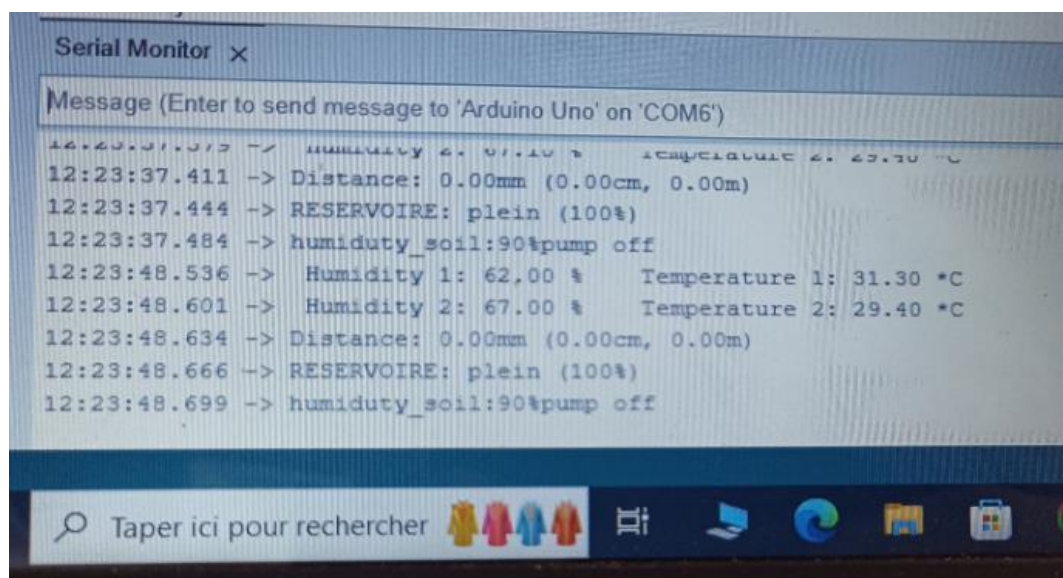 Serial Monitor
Message (Enter to send message to 'Arduino Uno' on 'COM6')
12:23:37.411 -> Distance: 0.00mm (0.00cm, 0.00m)
12:23:37.444 -> RESERVOIRE: plein (100%)
12:23:37.484 -> humiduty_soil:90%pump off
12:23:48.536 -> Humidity 1: 62.00 % Temperature 1: 31.30 *C
12:23:48.601 -> Humidity 2: 67.00 % Temperature 2: 29.40 *C
12:23:48.634 -> Distance: 0.00mm (0.00cm, 0.00m)
12:23:48.666 -> RESERVOIRE: plein (100%)
12:23:48.699 -> humiduty_soil:90%pump off
Taper ici pour rechercher